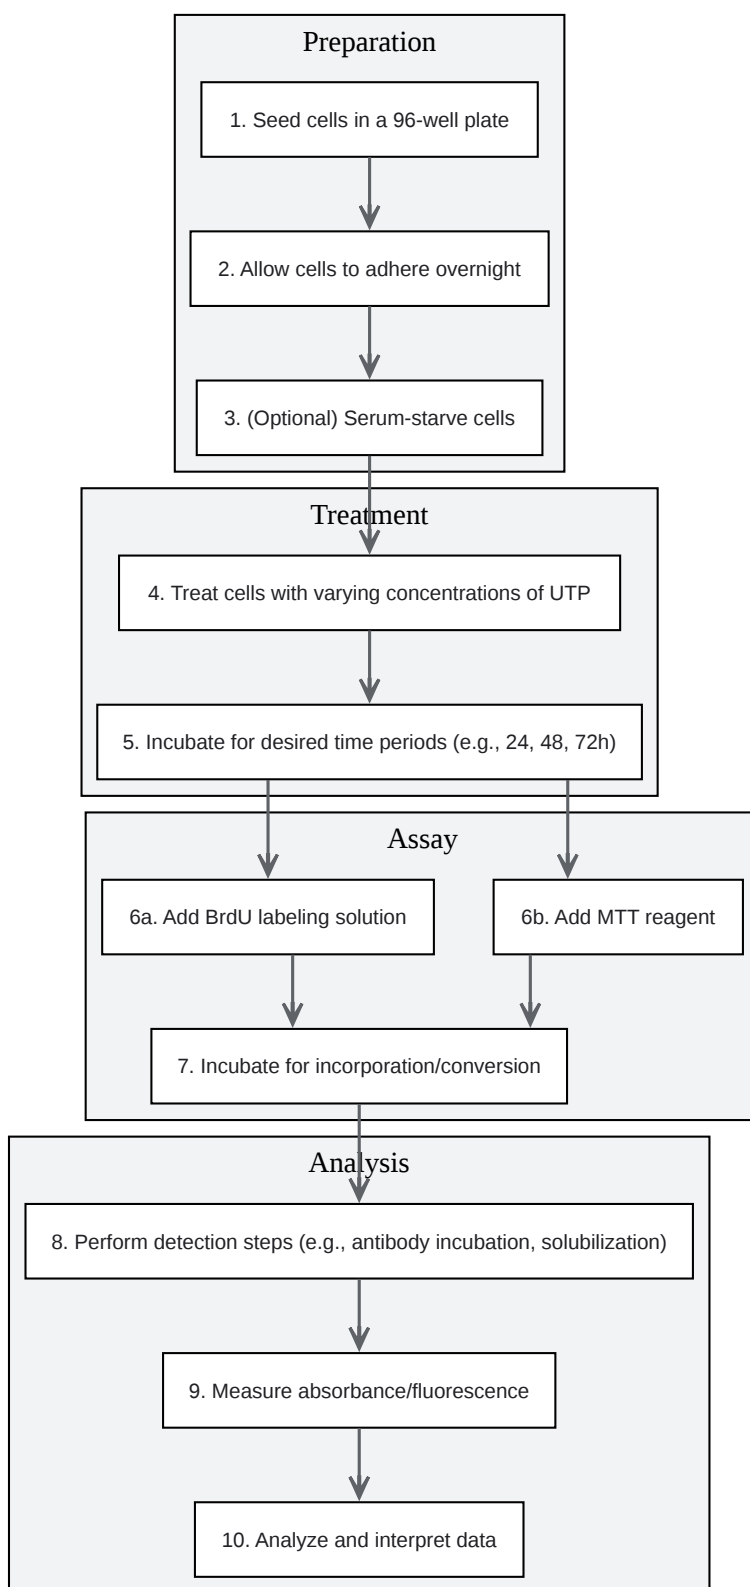 Preparation
1. Seed cells in a 96-well plate
2. Allow cells to adhere overnight
3. (Optional) Serum-starve cells
Treatment
4. Treat cells with varying concentrations of UTP
5. Incubate for desired time periods (e.g., 24, 48, 72h)
Assay
6a. Add BrdU labeling solution
6b. Add MTT reagent
7. Incubate for incorporation/conversion
Analysis
8. Perform detection steps (e.g., antibody incubation, solubilization)
9. Measure absorbance/fluorescence
10. Analyze and interpret data